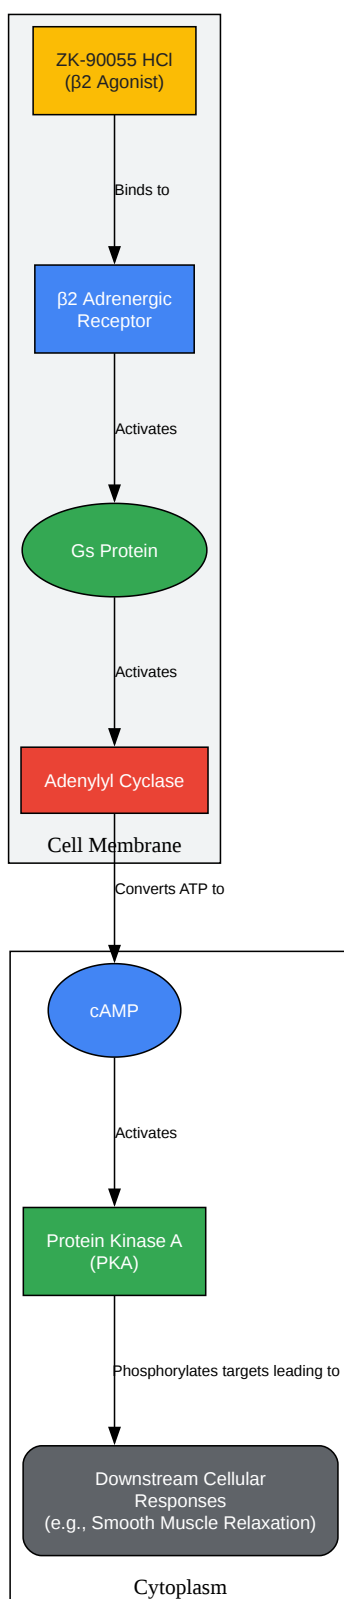 ZK-90055 HCl
(β2 Agonist)
Binds to
β2 Adrenergic
Receptor
Activates
Gs Protein
Activates
Adenylyl Cyclase
Cell Membrane
Converts ATP to
cAMP
Activates
Protein Kinase A
(PKA)
Phosphorylates targets leading to
Downstream Cellular
Responses
(e.g., Smooth Muscle Relaxation)
Cytoplasm